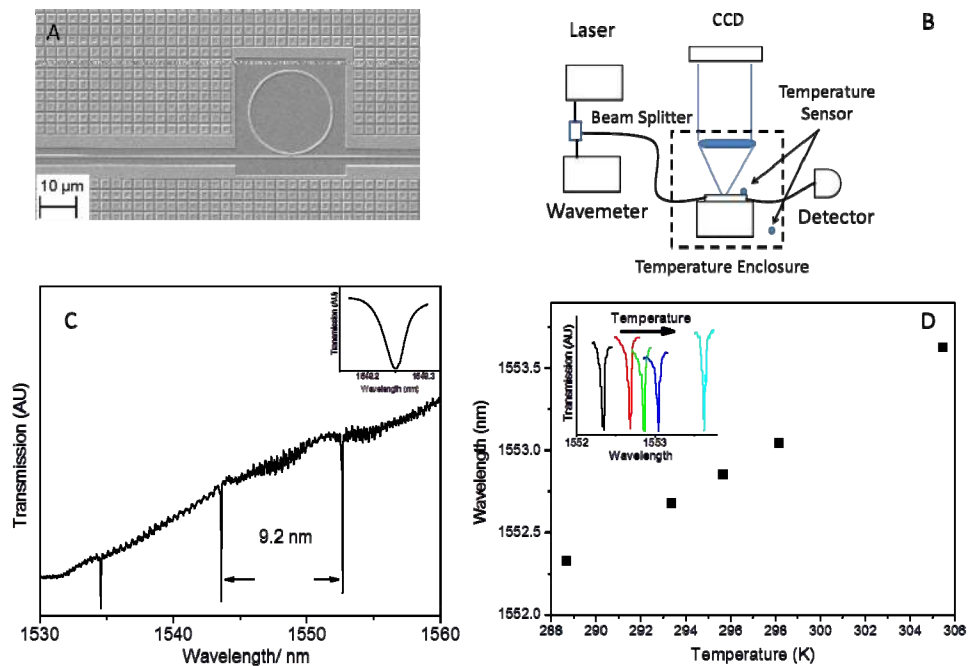 A
10 µm
B
Laser
CCD
Temperature
Sensor
Beam Splitter
Wavemeter
Detector
Temperature Enclosure
C
Transmission (AU)
Wavelength (nm)
9.2 nm
Transmission (AU)
1530
1540
1550
1560
Wavelength/ nm
D
Temperature
Transmission (AU)
1552
1553
Wavelength
Wavelength (nm)
1553.5
1553.0
1552.5
1552.0
288
290
292
294
296
298
300
302
304
306
Temperature (K)